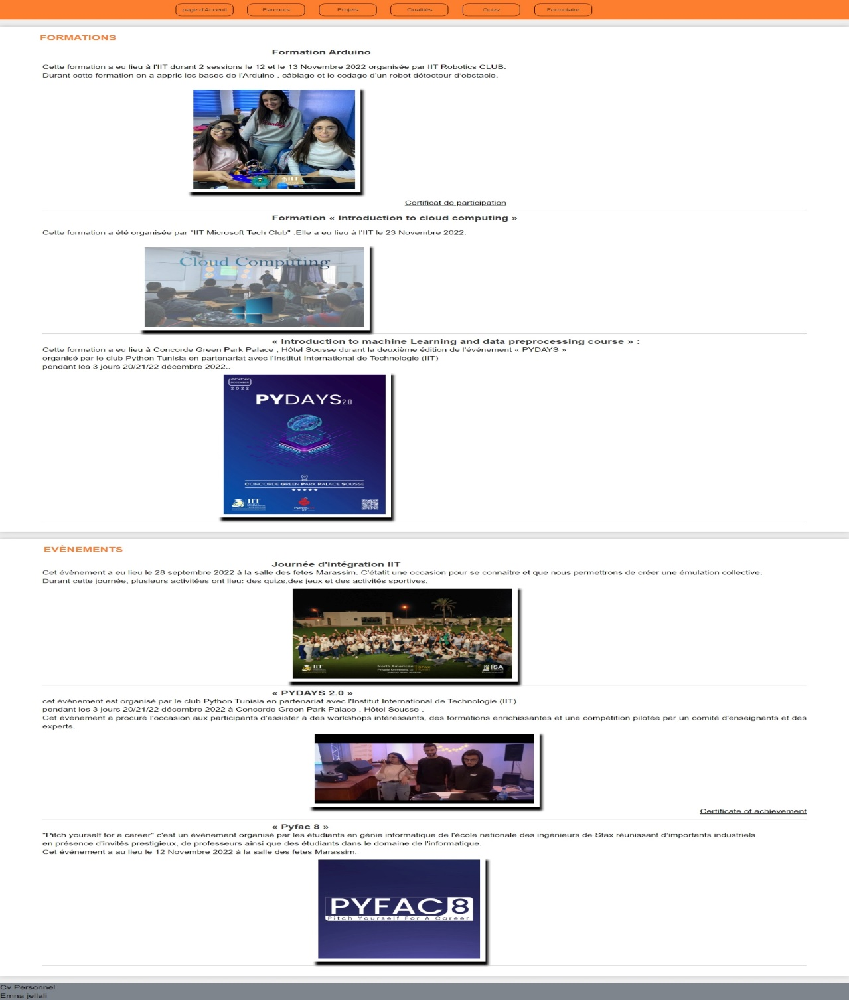 page d'Acceuil
Parcours
Projets
Qualités
Quizz
Formulaire
FORMATIONS
Formation Arduino
Cette formation a eu lieu à l'IIT durant 2 sessions le 12 et le 13 Novembre 2022 organisée par IIT Robotics CLUB.
Durant cette formation on a appris les bases de l'Arduino , câblage et le codage d'un robot détecteur d'obstacle.
IIT
Certificat de participation
Formation « Introduction to cloud computing »
Cette formation a été organisée par "IIT Microsoft Tech Club" .Elle a eu lieu à l'IIT le 23 Novembre 2022.
Cloud Computing
« Introduction to machine Learning and data preprocessing course » :
Cette formation a eu lieu à Concorde Green Park Palace , Hôtel Sousse durant la deuxième édition de l'événement « PYDAYS »
organisé par le club Python Tunisia en partenariat avec l'Institut International de Technologie (IIT)
pendant les 3 jours 20/21/22 décembre 2022..
20-21-22
DECEMBER
2022
PYDAYS 2.0
CONCORDE GREEN PARK PALACE SOUSSE
IIT
IIT
EVÈNEMENTS
Journée d'intégration IIT
Cet évènement a eu lieu le 28 septembre 2022 à la salle des fetes Marassim. C'étatit une occasion pour se connaitre et que nous permettrons de créer une émulation collective.
Durant cette journée, plusieurs activitées ont lieu: des quizs,des jeux et des activités sportives.
IIT
North American
Private University
SFAX
ISA
« PYDAYS 2.0 »
cet évènement est organisé par le club Python Tunisia en partenariat avec l'Institut International de Technologie (IIT)
pendant les 3 jours 20/21/22 décembre 2022 à Concorde Green Park Palace , Hôtel Sousse .
Cet évènement a procuré l'occasion aux participants d'assister à des workshops intéressants, des formations enrichissantes et une compétition pilotée par un comité d'enseignants et des
experts.
Certificate of achievement
« Pyfac 8 »
"Pitch yourself for a career" c'est un événement organisé par les étudiants en génie informatique de l'école nationale des ingénieurs de Sfax réunissant d'importants industriels
en présence d'invités prestigieux, de professeurs ainsi que des étudiants dans le domaine de l'informatique.
Cet événement a au lieu le 12 Novembre 2022 à la salle des fetes Marassim.
PYFAC 8
Pitch Yourself For A Career
Cv Personnel
Emna jellali